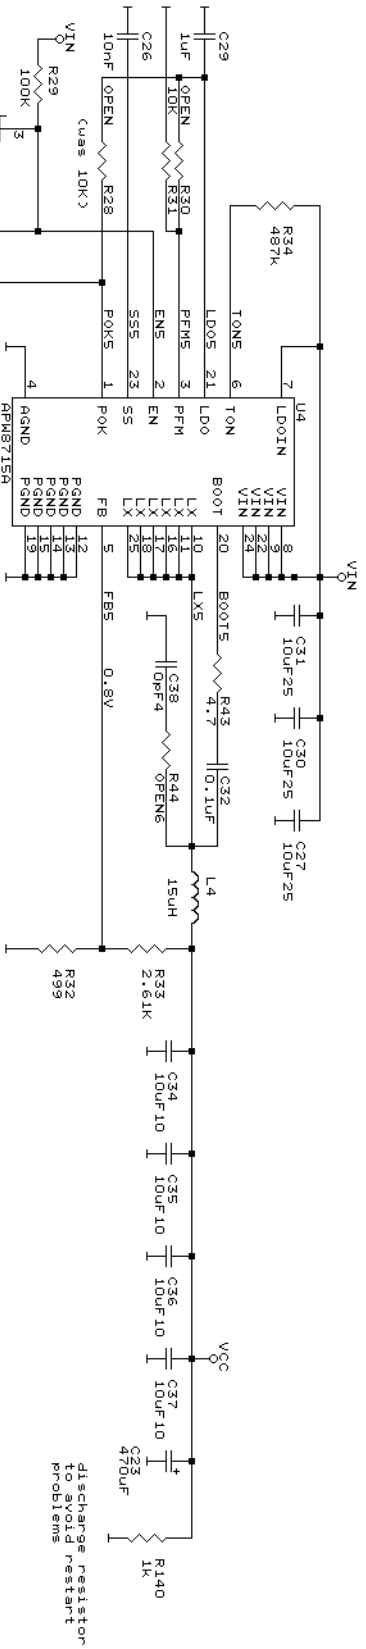 VIN
R34
487k
C31
10uF25
C30
10uF25
C27
10uF25
U4
7
LDOIN
VIN
8
VIN
9
VIN
22
VIN
24
TON5
6
TON
BOOT
20
BOOT5
R43
4.7
C32
0.1uF
C29
1uF
LDO5
21
LDO
LX
10
LX5
L4
15uH
VCC
OPEN
R30
10K
R31
PFM5
3
PFM
LX
11
LX
16
LX
17
LX
18
LX
25
EN5
2
EN
C26
10nF
SS5
23
SS
C38
0pF4
R44
OPEN6
R33
2.61K
C34
10uF10
C35
10uF10
C36
10uF10
C37
10uF10
C23
470uF
R140
1k
OPEN
R28
(was 10K)
POK5
1
POK
FB
5
FB5
0.8V
VIN
R29
100K
3
4
AGND
PGND
12
PGND
13
PGND
14
PGND
15
PGND
19
APW8715A
R32
499
discharge resistor
to avoid restart
problems